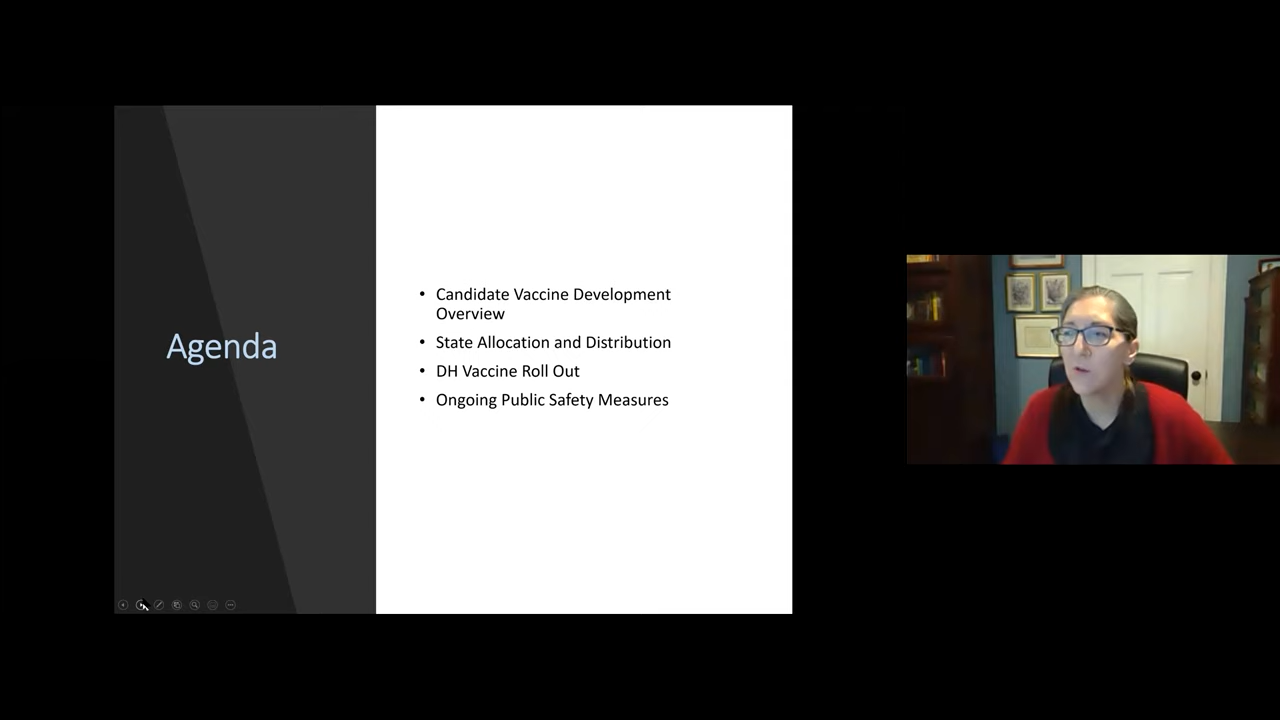 Agenda
• Candidate Vaccine Development
Overview
• State Allocation and Distribution
• DH Vaccine Roll Out
• Ongoing Public Safety Measures